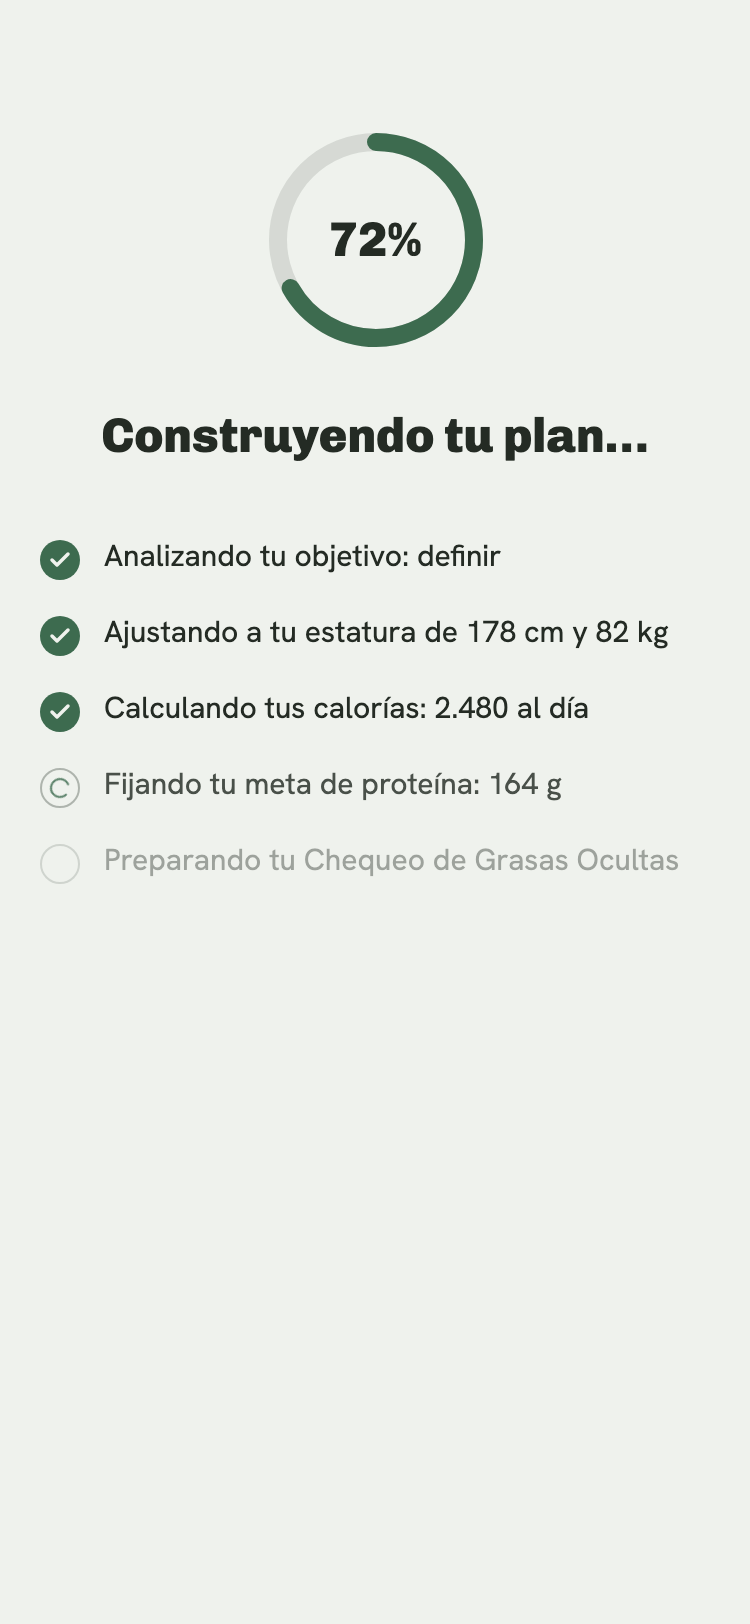 72%
Construyendo tu plan...
Analizando tu objetivo: definir
Ajustando a tu estatura de 178 cm y 82 kg
Calculando tus calorías: 2.480 al día
Fijando tu meta de proteína: 164 g
Preparando tu Chequeo de Grasas Ocultas